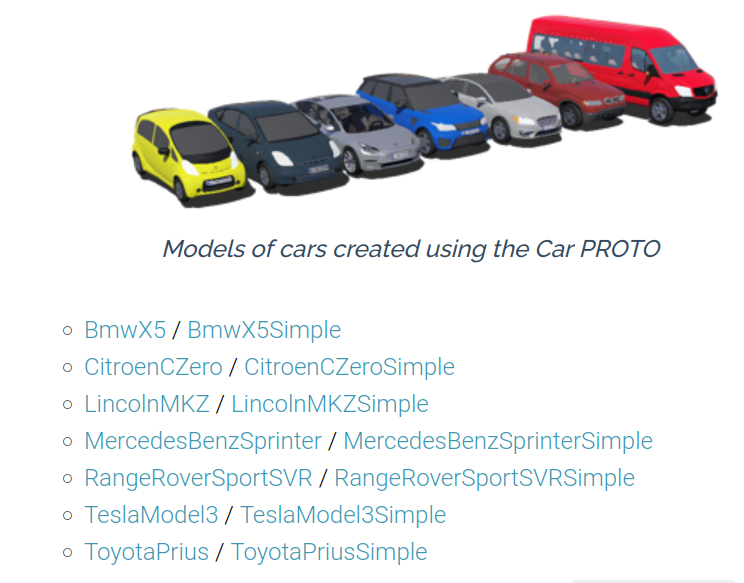 Models of cars created using the Car PROTO
BmwX5 / BmwX5Simple
CitroenCZero / CitroenCZeroSimple
LincolnMKZ / LincolnMKZSimple
MercedesBenzSprinter / MercedesBenzSprinterSimple
RangeRoverSportSVR / RangeRoverSportSVRSimple
TeslaModel3 / TeslaModel3Simple
ToyotaPrius / ToyotaPriusSimple